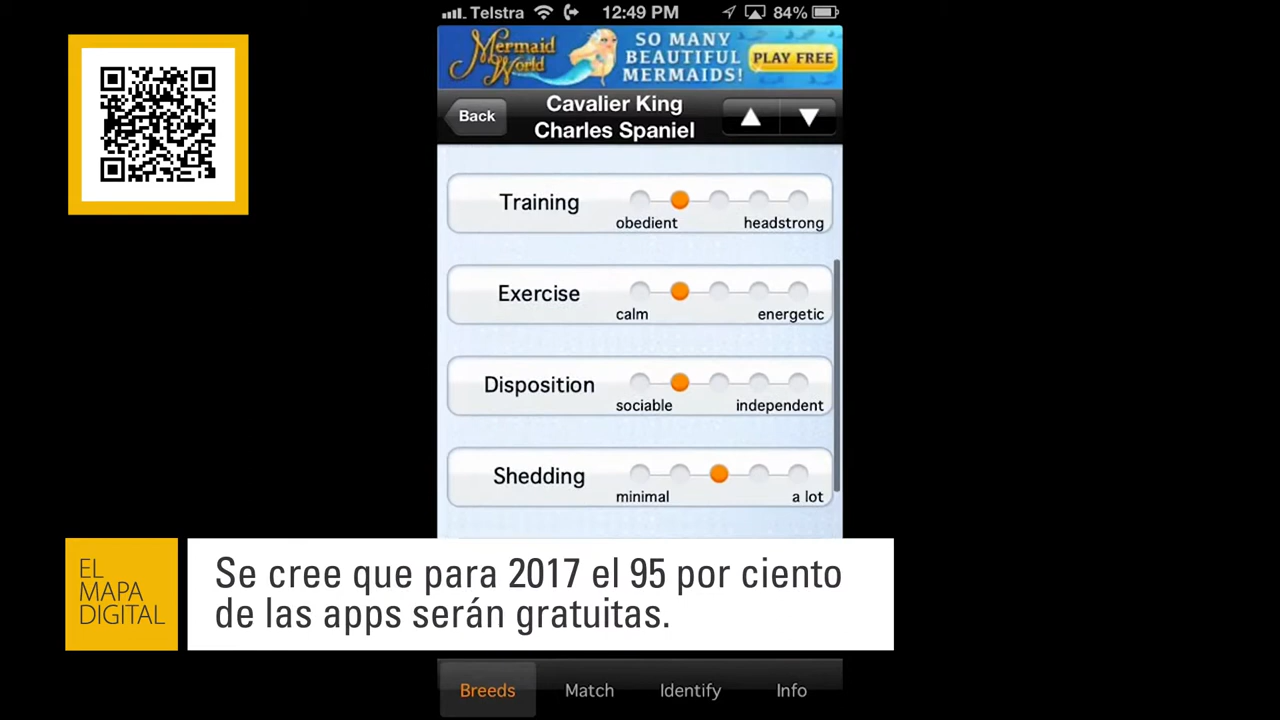 Telstra 12:49 PM 84%
Mermaid World
SO MANY
BEAUTIFUL
MERMAIDS!
PLAY FREE
Back
Cavalier King
Charles Spaniel
Training
obedient headstrong
Exercise
calm energetic
Disposition
sociable independent
Shedding
minimal a lot
EL
MAPA
DIGITAL
Se cree que para 2017 el 95 por ciento
de las apps serán gratuitas.
Breeds Match Identify Info